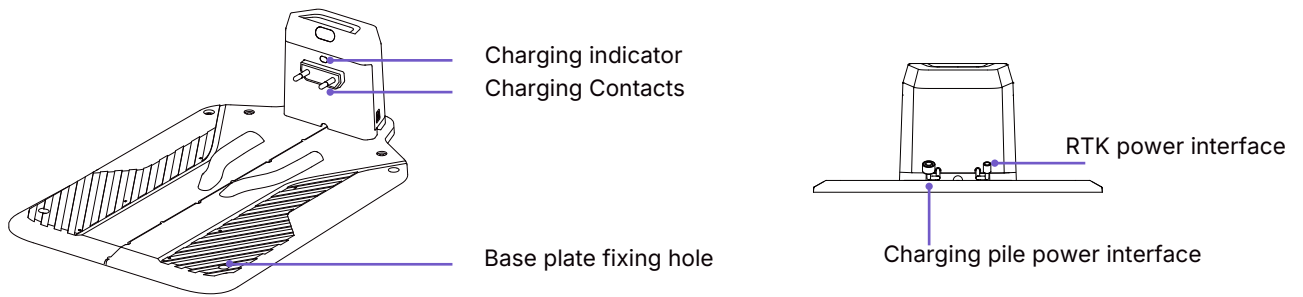 Charging indicator
Charging Contacts
Base plate fixing hole
RTK power interface
Charging pile power interface